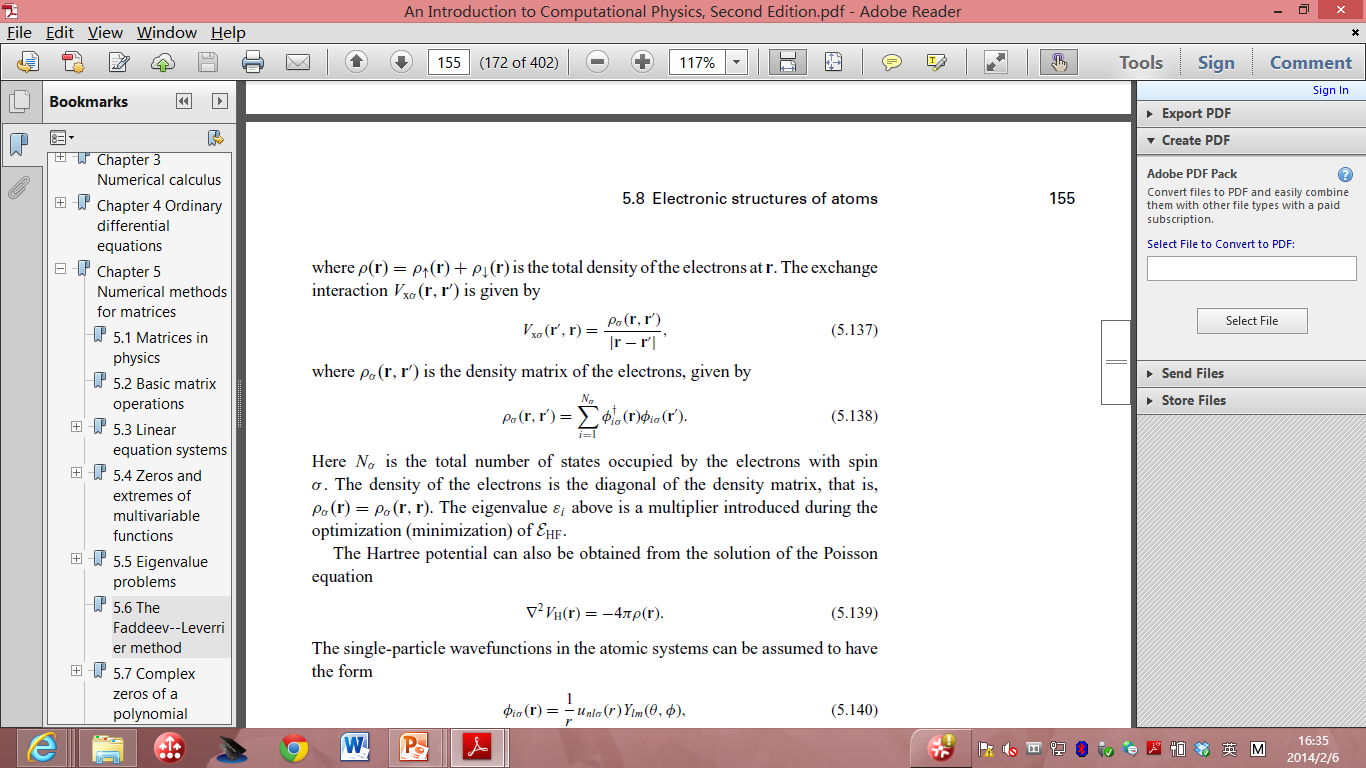 An Introduction to Computational Physics, Second Edition.pdf - Adobe Reader
File Edit View Window Help
155 (172 of 402) 117% Tools Sign Comment
Bookmarks
Chapter 3
Numerical calculus
Chapter 4 Ordinary
differential
equations
Chapter 5
Numerical methods
for matrices
5.1 Matrices in
physics
5.2 Basic matrix
operations
5.3 Linear
equation systems
5.4 Zeros and
extremes of
multivariable
functions
5.5 Eigenvalue
problems
5.6 The
Faddeev--Leverri
er method
5.7 Complex
zeros of a
polynomial
5.8 Electronic structures of atoms 155
where ρ(r) = ρ↑(r) + ρ↓(r) is the total density of the electrons at r. The exchange
interaction Vxσ(r, r′) is given by
Vxσ(r′, r) = ρσ(r, r′) / |r − r′|, (5.137)
where ρσ(r, r′) is the density matrix of the electrons, given by
ρσ(r, r′) = ∑_{i=1}^{Nσ} φ†iσ(r)φiσ(r′). (5.138)
Here Nσ is the total number of states occupied by the electrons with spin
σ. The density of the electrons is the diagonal of the density matrix, that is,
ρσ(r) = ρσ(r, r). The eigenvalue εi above is a multiplier introduced during the
optimization (minimization) of ℰHF.
The Hartree potential can also be obtained from the solution of the Poisson
equation
∇²VH(r) = −4πρ(r). (5.139)
The single-particle wavefunctions in the atomic systems can be assumed to have
the form
φiσ(r) = 1/r unlσ(r)Ylm(θ, ϕ), (5.140)
Sign In
Export PDF
Create PDF
Adobe PDF Pack
Convert files to PDF and easily combine
them with other file types with a paid
subscription.
Select File to Convert to PDF:
Select File
Send Files
Store Files
英 M
16:35
2014/2/6